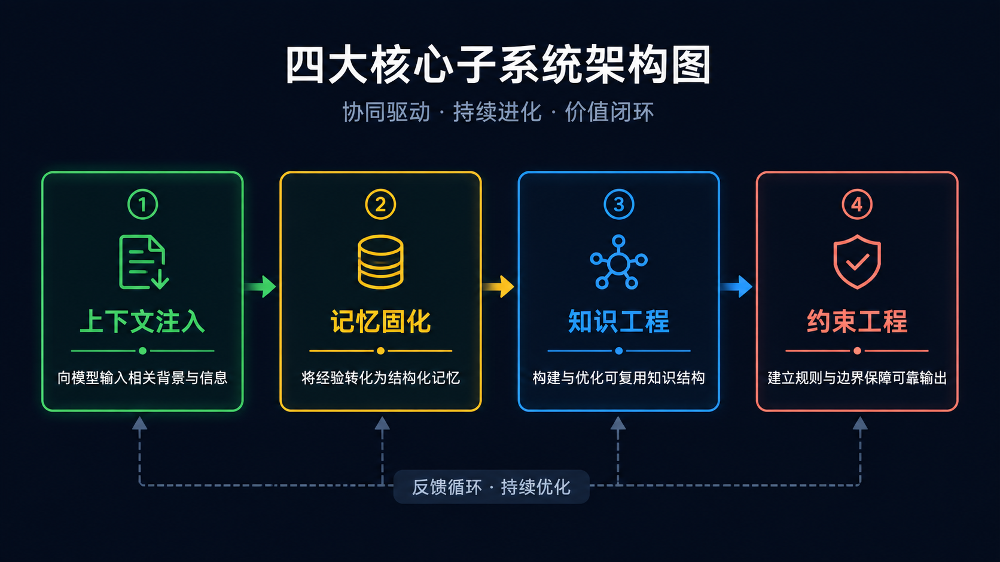 四大核心子系统架构图
协同驱动 · 持续进化 · 价值闭环
1
上下文注入
向模型输入相关背景与信息
2
记忆固化
将经验转化为结构化记忆
3
知识工程
构建与优化可复用知识结构
4
约束工程
建立规则与边界保障可靠输出
反馈循环 · 持续优化